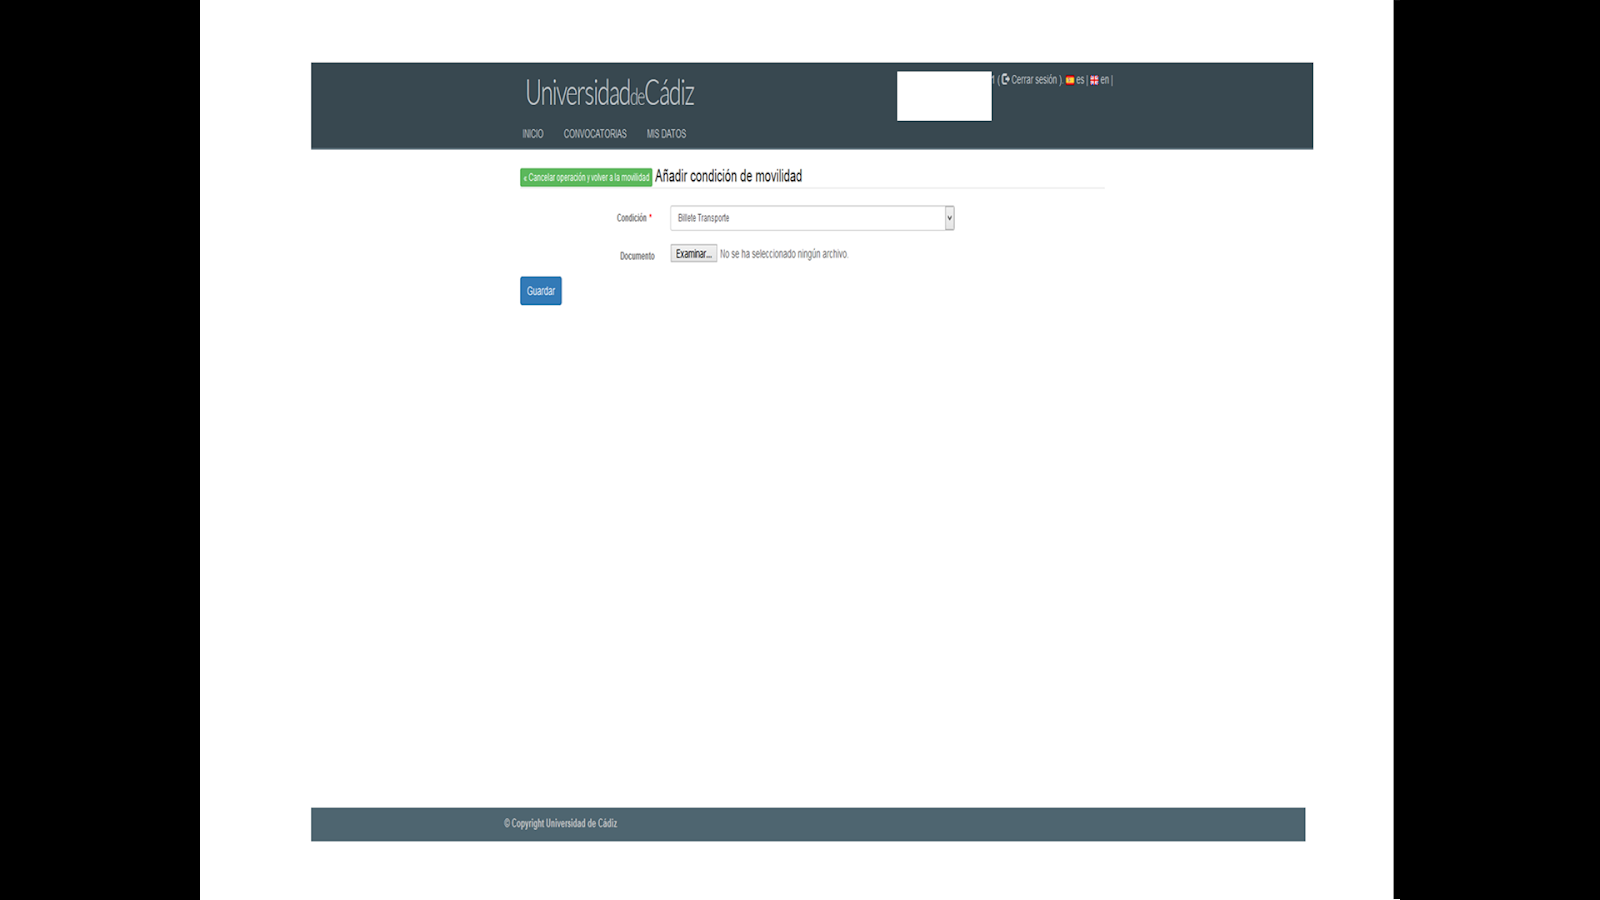 UniversidaddeCádiz
( Cerrar sesión ). es | en |
INICIO CONVOCATORIAS MIS DATOS
« Cancelar operación y volver a la movilidad Añadir condición de movilidad
Condición * Billete Transporte
Documento Examinar... No se ha seleccionado ningún archivo.
Guardar
© Copyright Universidad de Cádiz